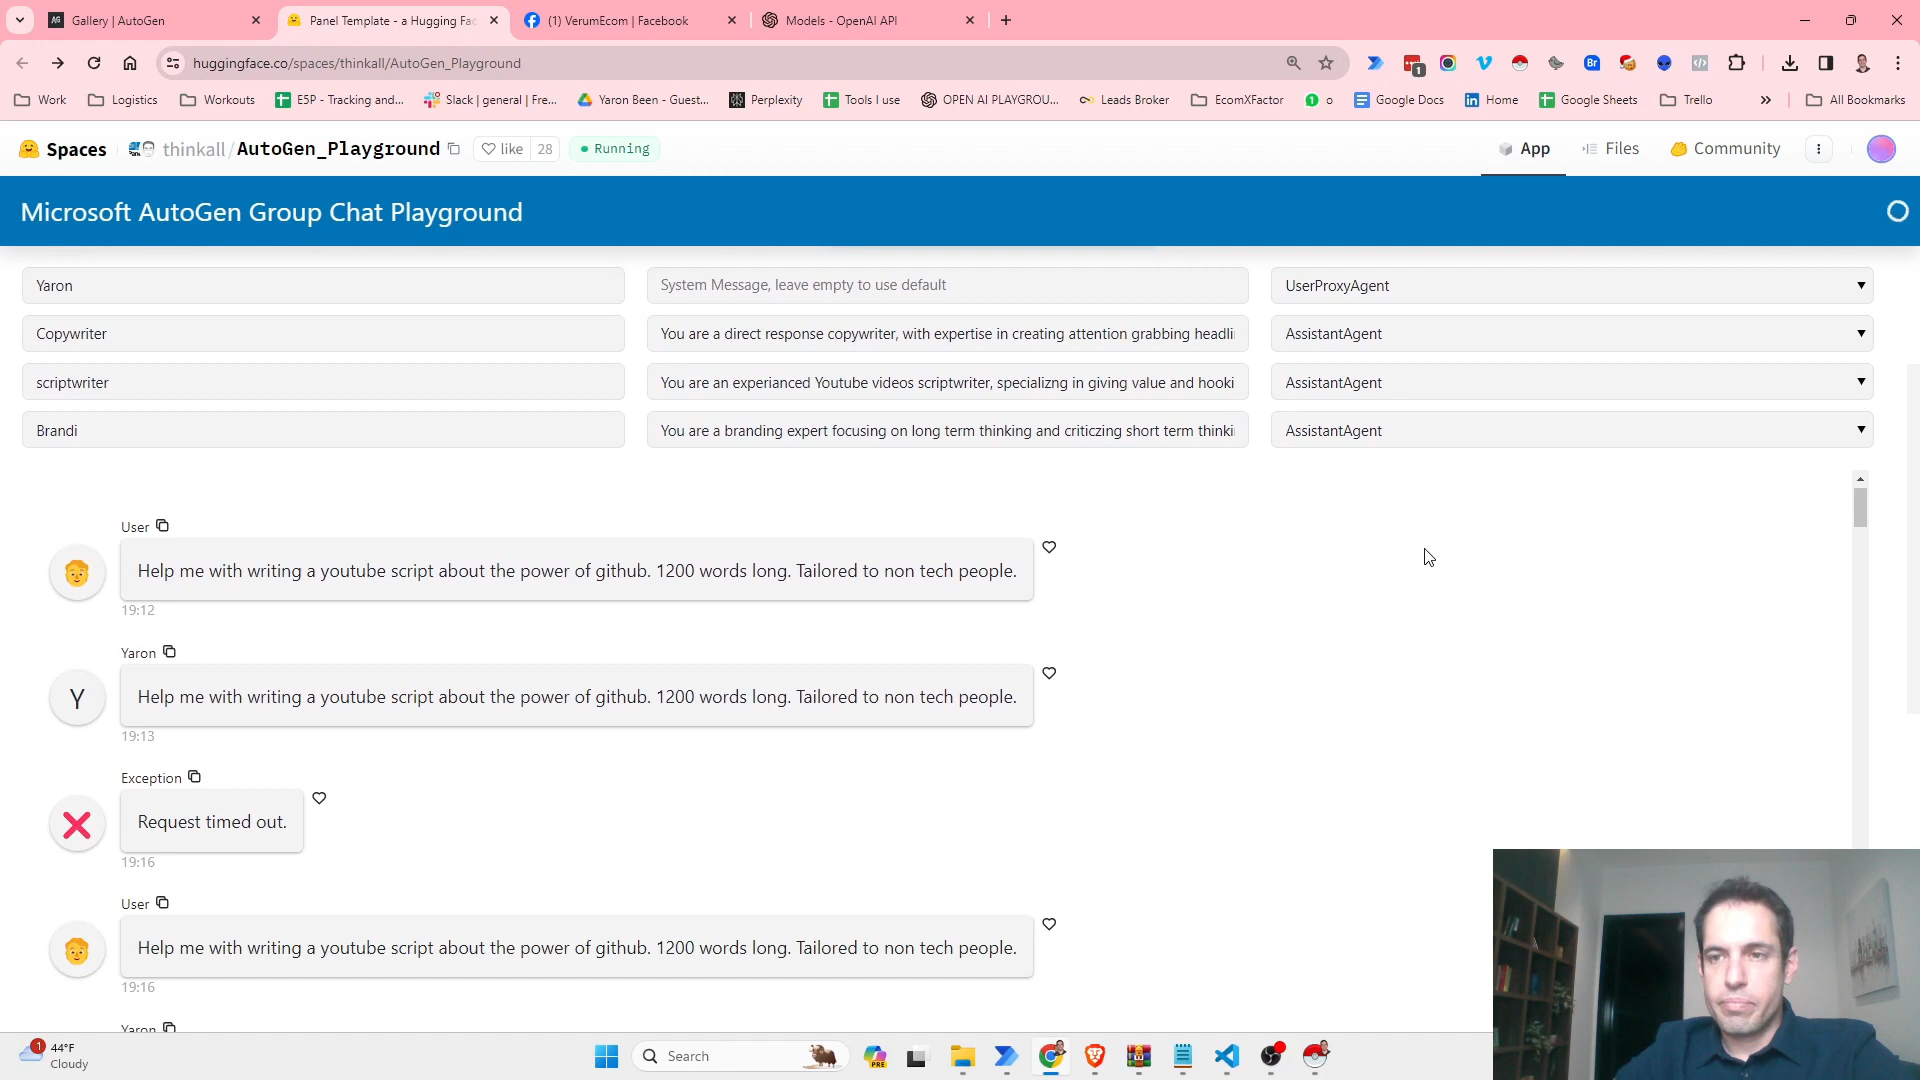 Gallery | AutoGen
Panel Template - a Hugging Fac
(1) VerumEcom | Facebook
Models - OpenAI API
huggingface.co/spaces/thinkall/AutoGen_Playground
1
Work
Logistics
Workouts
E5P - Tracking and...
Slack | general | Fre...
Yaron Been - Guest...
Perplexity
Tools I use
OPEN AI PLAYGROU...
Leads Broker
EcomXFactor
o
Google Docs
Home
Google Sheets
Trello
All Bookmarks
Spaces
thinkall/AutoGen_Playground
like 28
Running
App
Files
Community
Microsoft AutoGen Group Chat Playground
Yaron
System Message, leave empty to use default
UserProxyAgent
Copywriter
You are a direct response copywriter, with expertise in creating attention grabbing headli
AssistantAgent
scriptwriter
You are an experianced Youtube videos scriptwriter, specializng in giving value and hooki
AssistantAgent
Brandi
You are a branding expert focusing on long term thinking and criticzing short term thinki
AssistantAgent
User
Help me with writing a youtube script about the power of github. 1200 words long. Tailored to non tech people.
19:12
Yaron
Y
Help me with writing a youtube script about the power of github. 1200 words long. Tailored to non tech people.
19:13
Exception
Request timed out.
19:16
User
Help me with writing a youtube script about the power of github. 1200 words long. Tailored to non tech people.
19:16
Yaron
1
44°F
Cloudy
Search
PRE